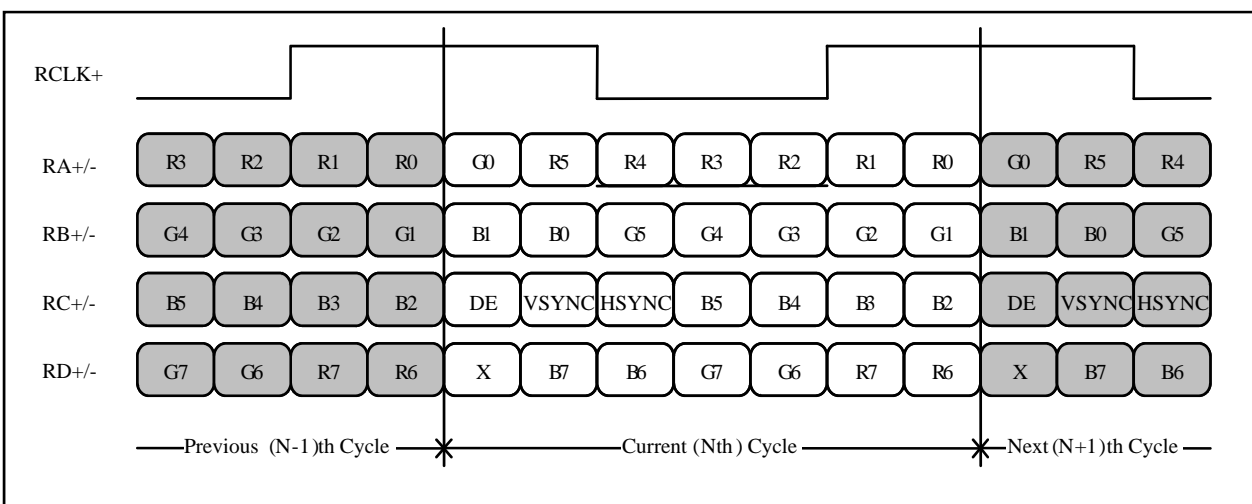 RCLK+
RA+/- R3 R2 R1 R0 G0 R5 R4 R3 R2 R1 R0 G0 R5 R4
RB+/- G4 G3 G2 G1 B1 B0 G5 G4 G3 G2 G1 B1 B0 G5
RC+/- B5 B4 B3 B2 DE VSYNC HSYNC B5 B4 B3 B2 DE VSYNC HSYNC
RD+/- G7 G6 R7 R6 X B7 B6 G7 G6 R7 R6 X B7 B6
Previous (N-1)th Cycle Current (Nth) Cycle Next (N+1)th Cycle